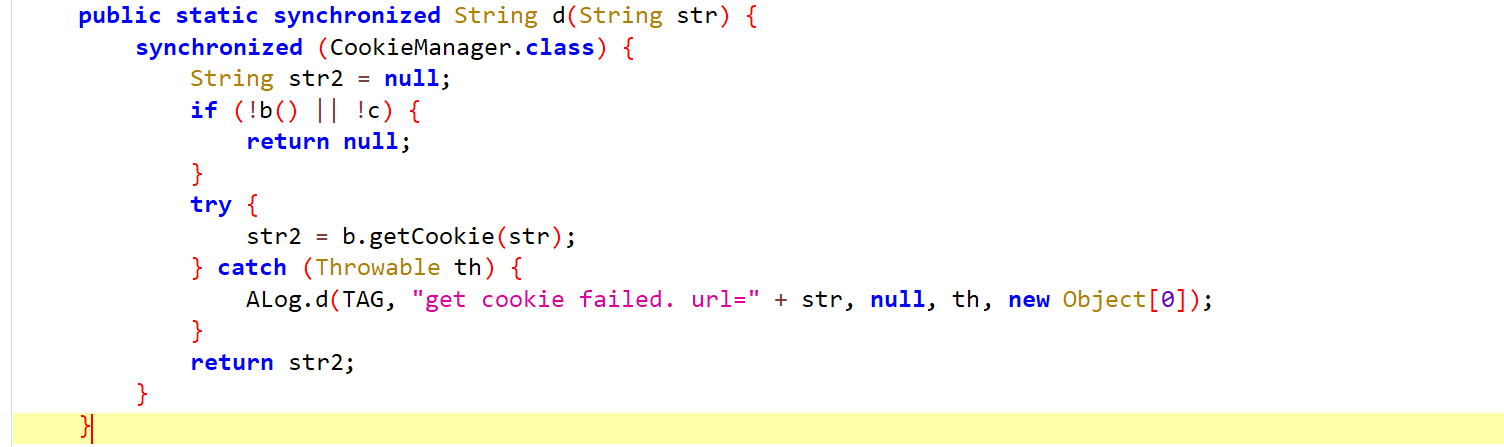 public static synchronized String d(String str) {
    synchronized (CookieManager.class) {
        String str2 = null;
        if (!b() || !c) {
            return null;
        }
        try {
            str2 = b.getCookie(str);
        } catch (Throwable th) {
            ALog.d(TAG, "get cookie failed. url=" + str, null, th, new Object[0]);
        }
        return str2;
    }
}